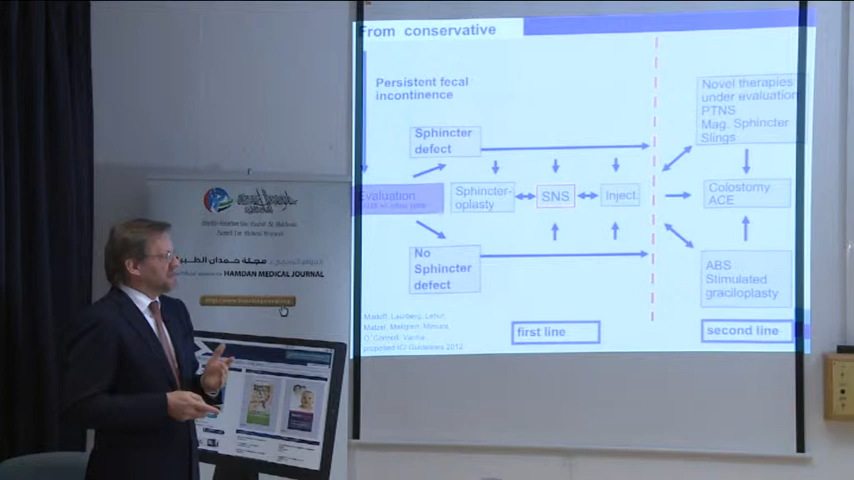 From conservative
Persistent fecal
incontinence
Sphincter
defect
Evaluation
Sphincter-
oplasty
SNS
Inject.
No
Sphincter
defect
Novel therapies
under evaluation
PTNS
Mag. Sphincter
Slings
Colostomy
ACE
ABS
Stimulated
graciloplasty
first line
second line
Madoff, Laurberg, Lehur,
Matzel, Mellgren, Mimura,
O´Connell, Varma
proposed ICI Guidelines 2012
مجلة حمدان الطبية
HAMDAN MEDICAL JOURNAL